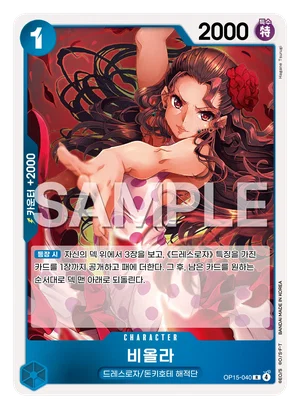 1
2000
특수
特
Hagane Tsurugi
카운터 +2000
SAMPLE
등장 시 자신의 덱 위에서 3장을 보고, 《드레스로자》 특징을 가진
카드를 1장까지 공개하고 패에 더한다. 그 후, 남은 카드를 원하는
순서대로 덱 맨 아래로 되돌린다.
CHARACTER
비올라
드레스로자/돈키호테 해적단
OP15-040 R
BANDAI MADE IN KOREA